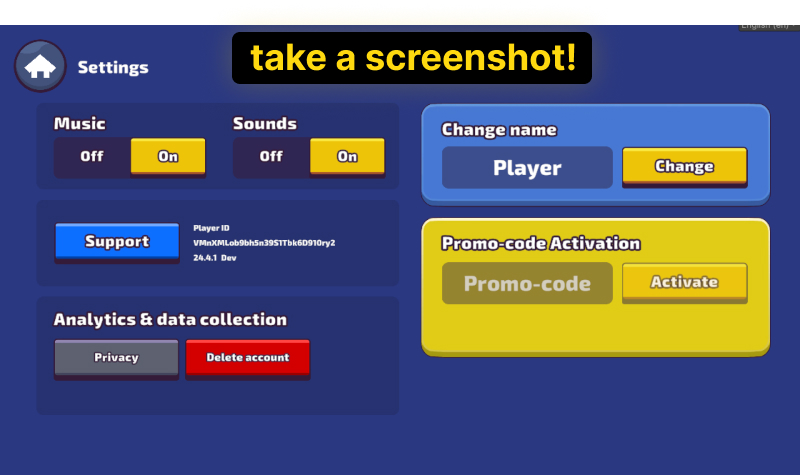 English (en)
take a screenshot!
Settings
Music
Off On
Sounds
Off On
Support
Player ID
VMnXMLob9bh5n39S1Tbk6D910ry2
24.4.1 Dev
Analytics & data collection
Privacy
Delete account
Change name
Player
Change
Promo-code Activation
Promo-code
Activate